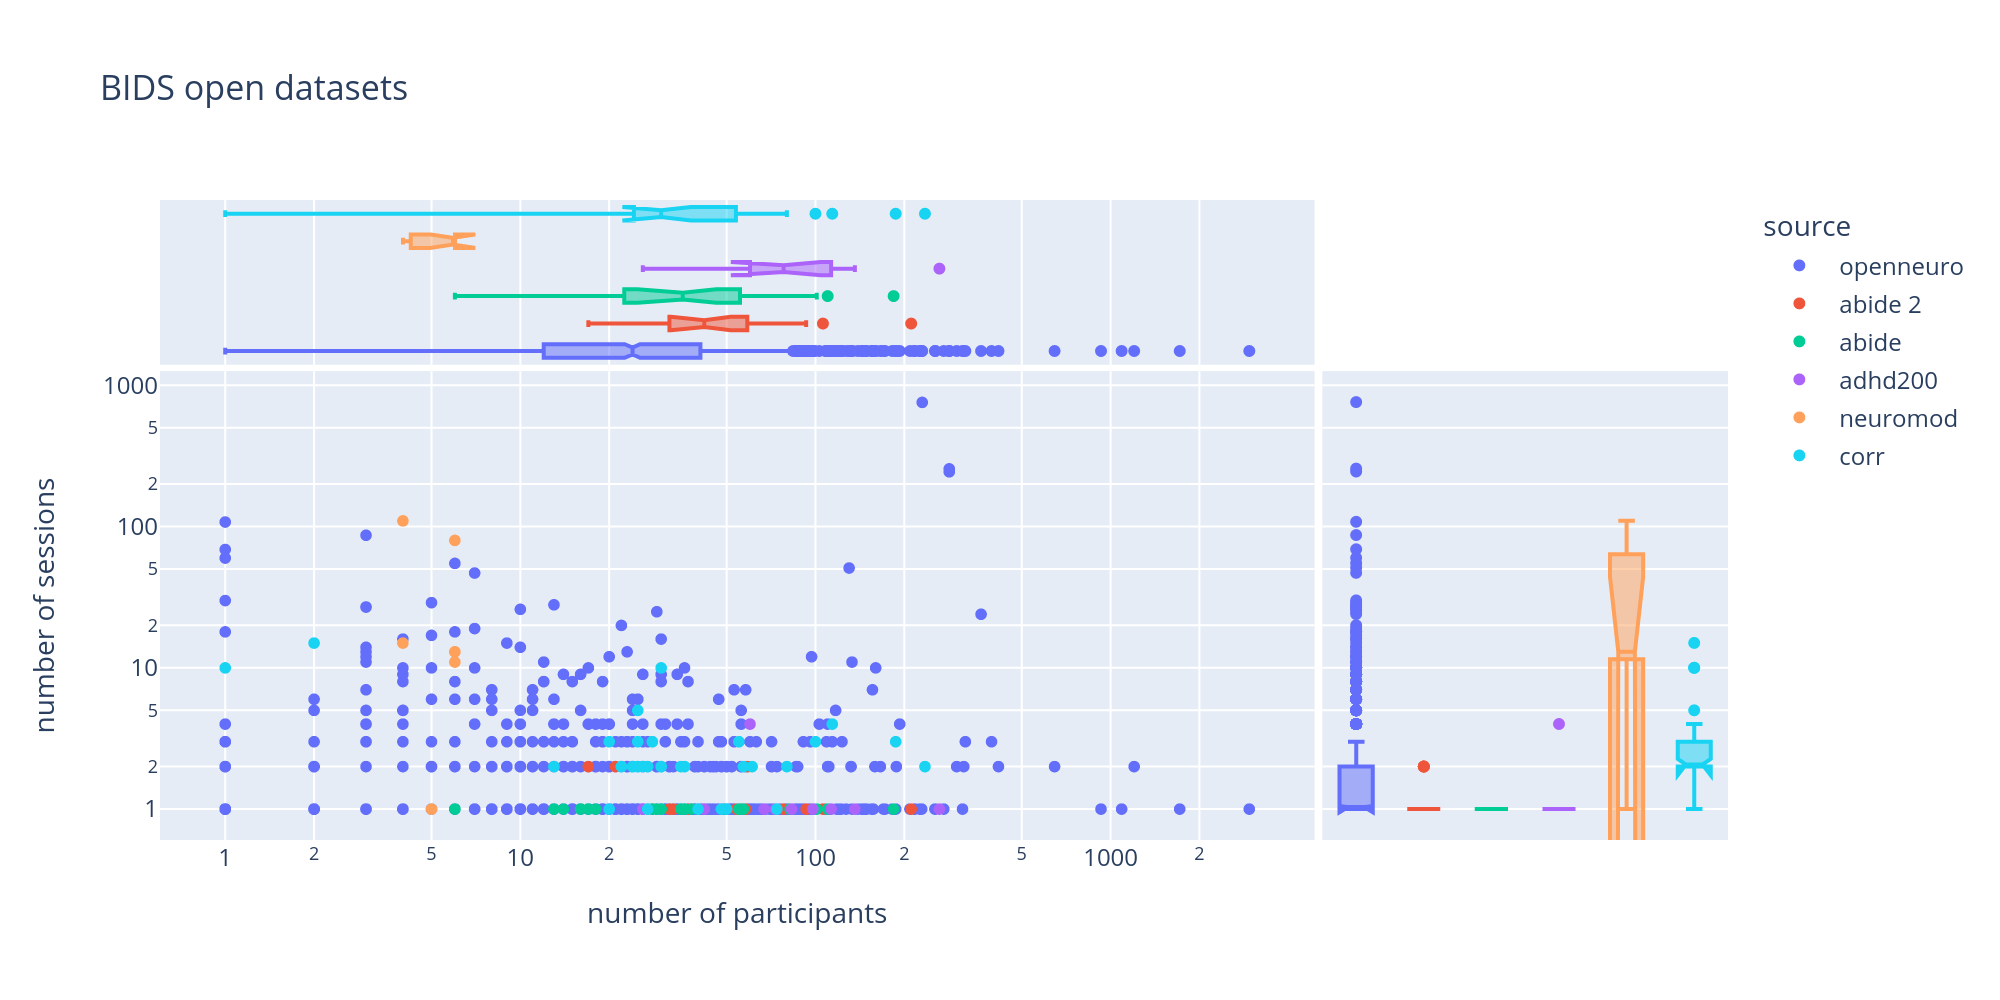 BIDS open datasets
source
openneuro
abide 2
abide
adhd200
neuromod
corr
number of sessions
1000
5
2
100
5
2
10
5
2
1
1 2 5 10 2 5 100 2 5 1000 2
number of participants